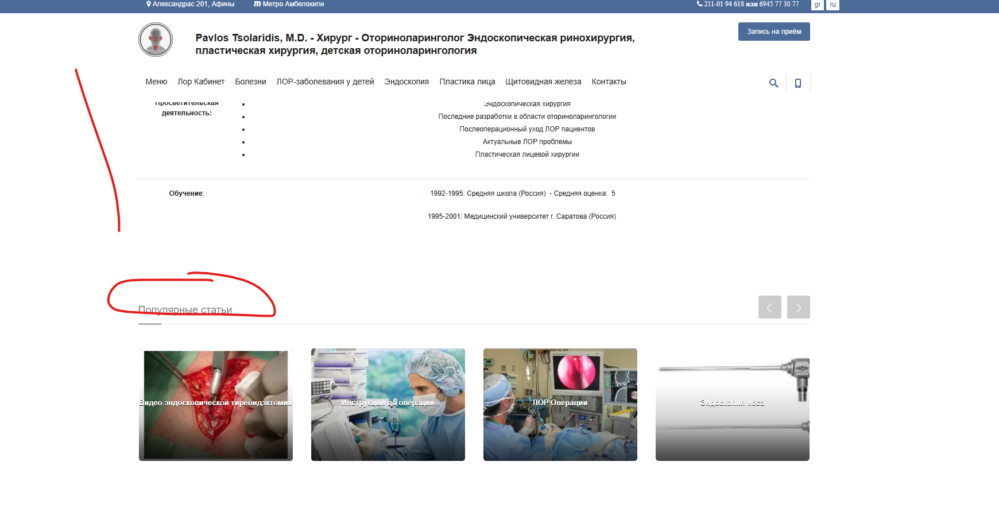 Александрас 201, Афины
Метро Амбелокипи
211-01 94 618 или 6945 77 30 77
gr
ru
Pavlos Tsolaridis, M.D. - Хирург - Оториноларинголог Эндоскопическая ринохирургия,
пластическая хирургия, детская оториноларингология
Запись на приём
Меню Лор Кабинет Болезни ЛОР-заболевания у детей Эндоскопия Пластика лица Щитовидная железа Контакты
Просветительская
деятельность:
Эндоскопическая хирургия
Последние разработки в области оториноларингологии
Послеоперационный уход ЛОР пациентов
Актуальные ЛОР проблемы
Пластическая лицевой хирургии
Обучение:
1992-1995: Средняя школа (Россия) - Средняя оценка: 5
1995-2001: Медицинский университет г. Саратова (Россия)
Популярные статьи
Видео эндоскопической тиреоидэктомии
Инструкции до операции
ЛОР Операции
Эндоскопия носа